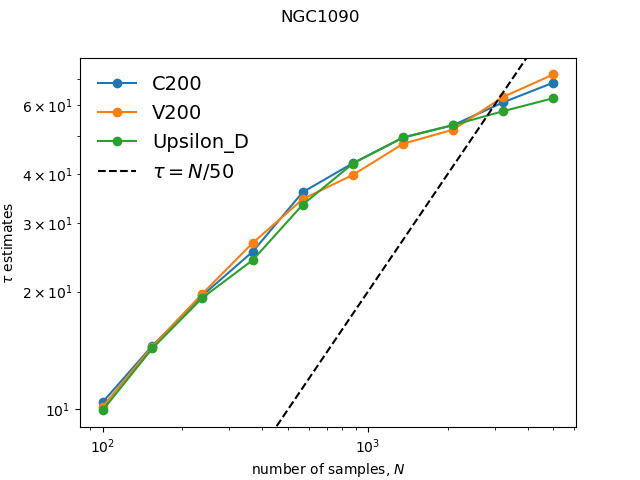 NGC1090
C200
V200
Upsilon_D
τ = N/50
6 × 10¹
4 × 10¹
3 × 10¹
2 × 10¹
10¹
τ estimates
10² 10³
number of samples, N